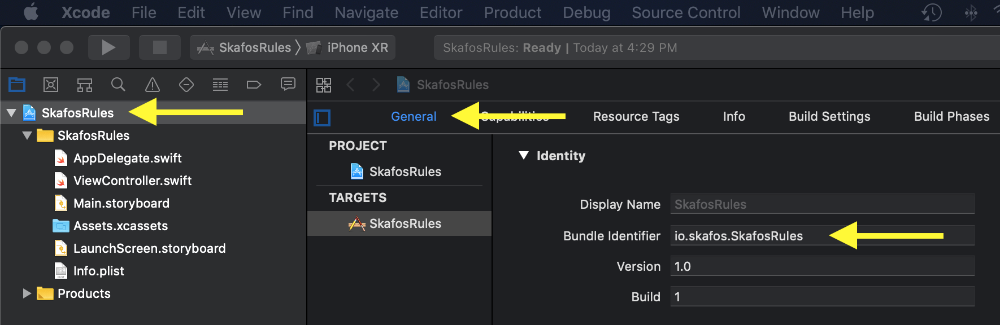 Xcode File Edit View Find Navigate Editor Product Debug Source Control Window Help
SkafosRules iPhone XR SkafosRules: Ready | Today at 4:29 PM
SkafosRules
SkafosRules
General Capabilities Resource Tags Info Build Settings Build Phases
SkafosRules
AppDelegate.swift
ViewController.swift
Main.storyboard
Assets.xcassets
LaunchScreen.storyboard
Info.plist
Products
PROJECT
SkafosRules
TARGETS
SkafosRules
Identity
Display Name SkafosRules
Bundle Identifier io.skafos.SkafosRules
Version 1.0
Build 1